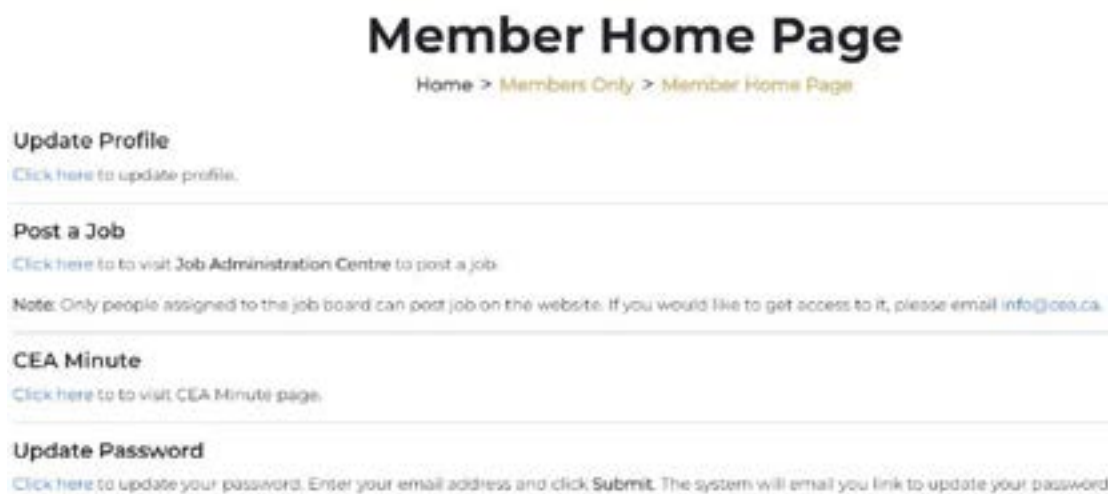 Member Home Page
Home > Members Only > Member Home Page
Update Profile
Click here to update profile.
Post a Job
Click here to to visit Job Administration Centre to post a job.
Note: Only people assigned to the job board can post job on the website. If you would like to get access to it, please email info@cea.ca.
CEA Minute
Click here to to visit CEA Minute page.
Update Password
Click here to update your password. Enter your email address and click Submit. The system will email you link to update your password